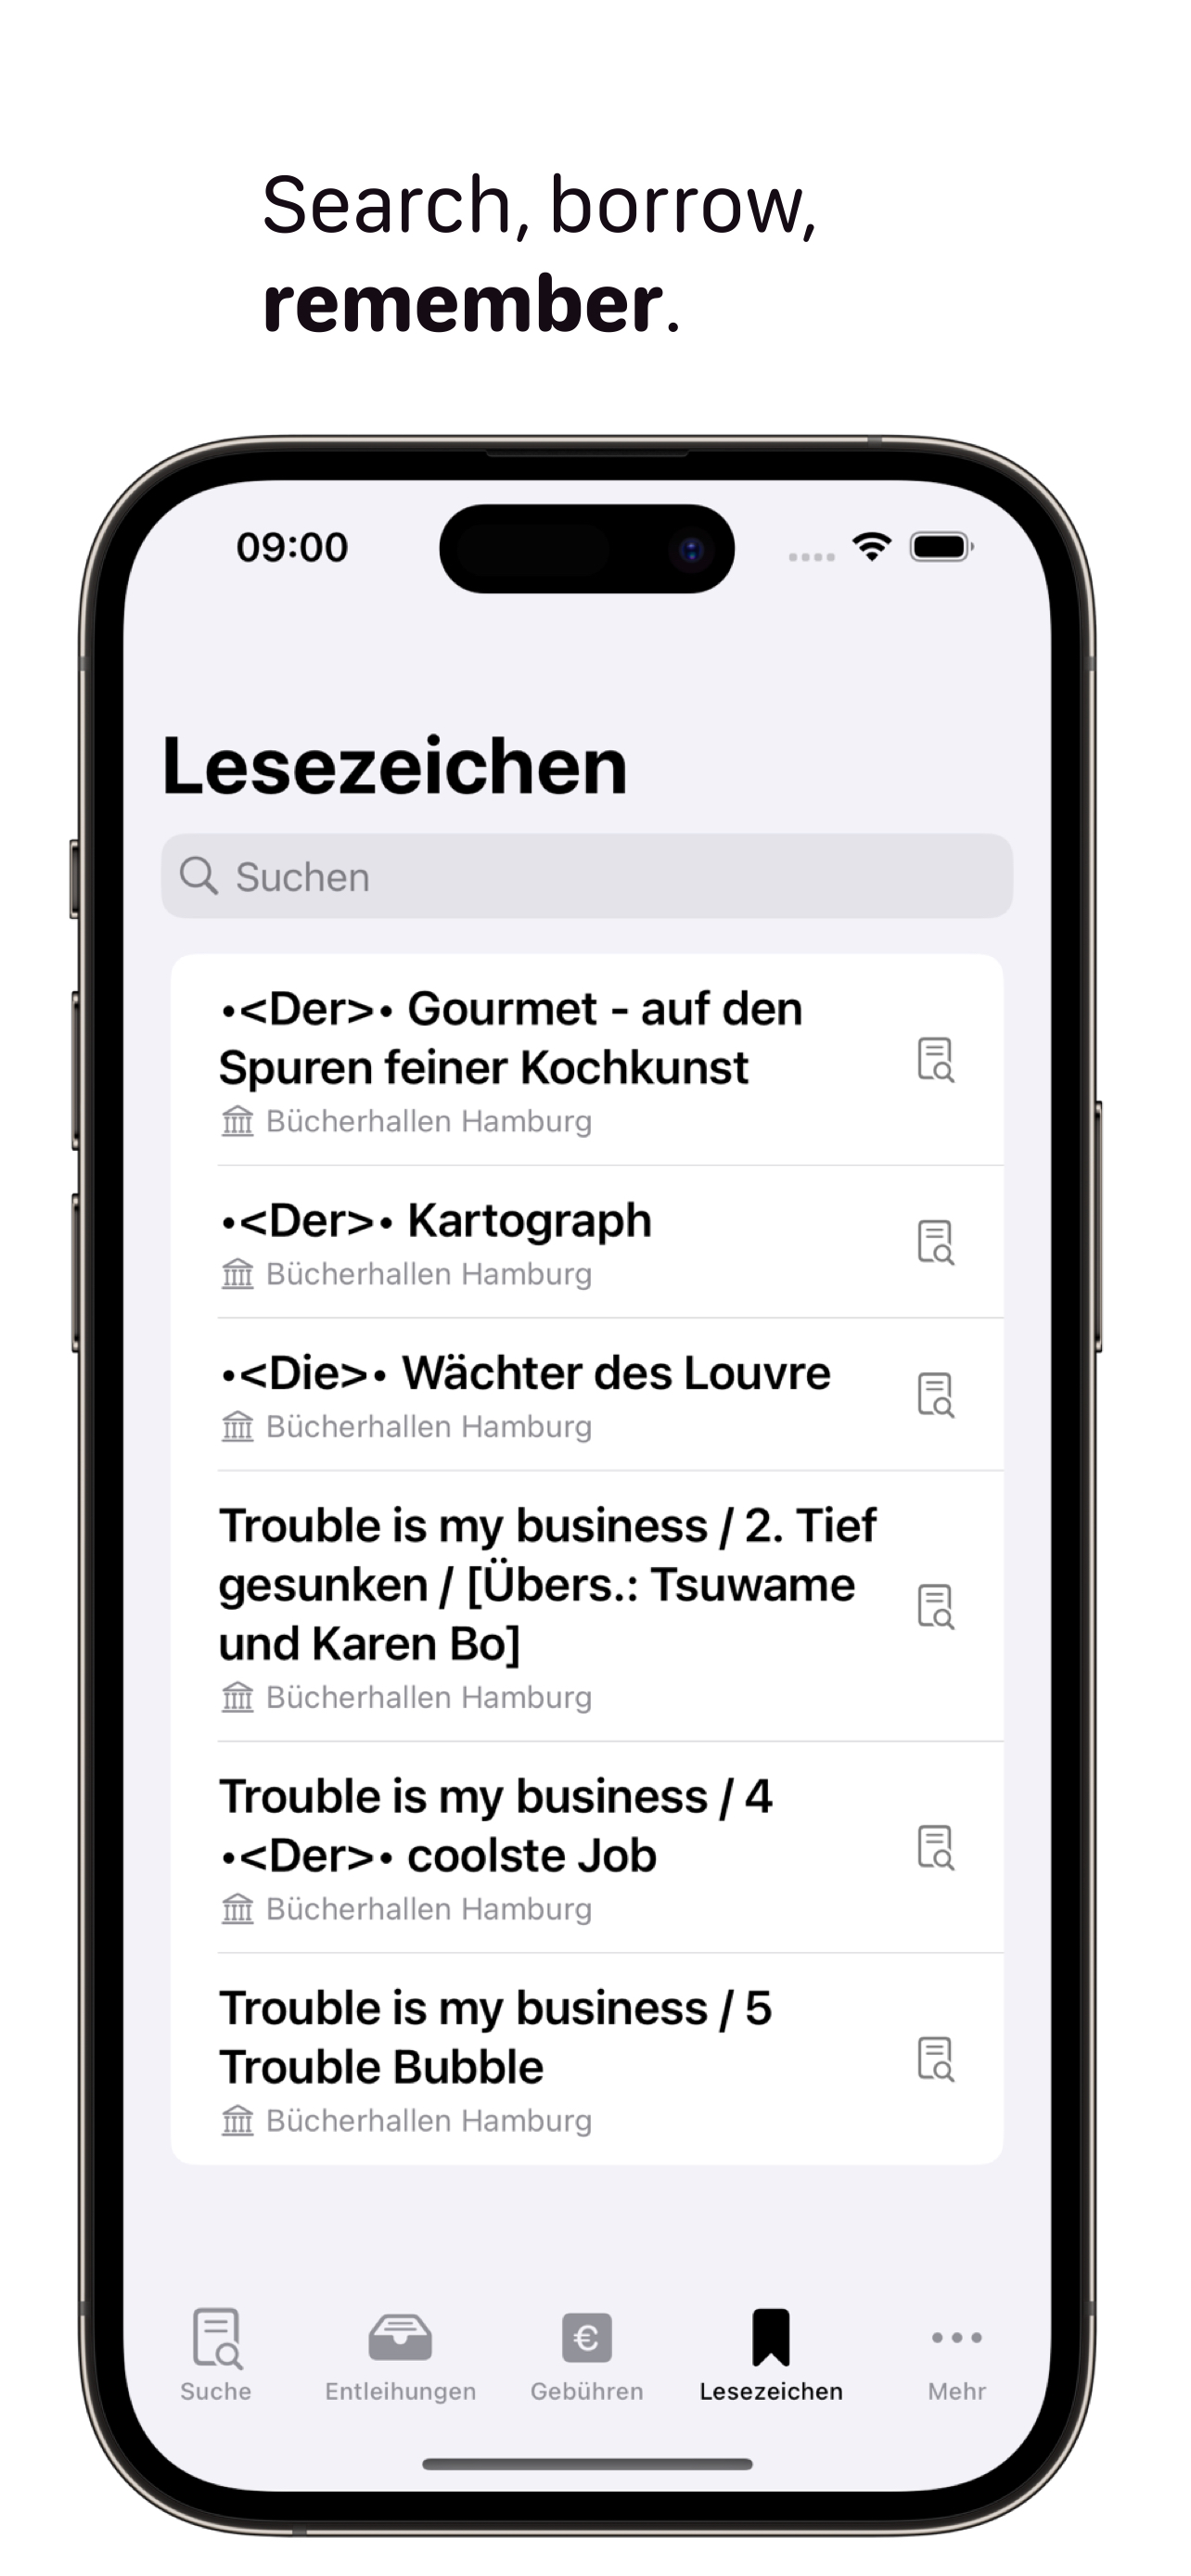 Search, borrow,
remember.
09:00
Lesezeichen
Suchen
•<Der>• Gourmet - auf den
Spuren feiner Kochkunst
Bücherhallen Hamburg
•<Der>• Kartograph
Bücherhallen Hamburg
•<Die>• Wächter des Louvre
Bücherhallen Hamburg
Trouble is my business / 2. Tief
gesunken / [Übers.: Tsuwame
und Karen Bo]
Bücherhallen Hamburg
Trouble is my business / 4
•<Der>• coolste Job
Bücherhallen Hamburg
Trouble is my business / 5
Trouble Bubble
Bücherhallen Hamburg
€
Suche Entleihungen Gebühren Lesezeichen Mehr